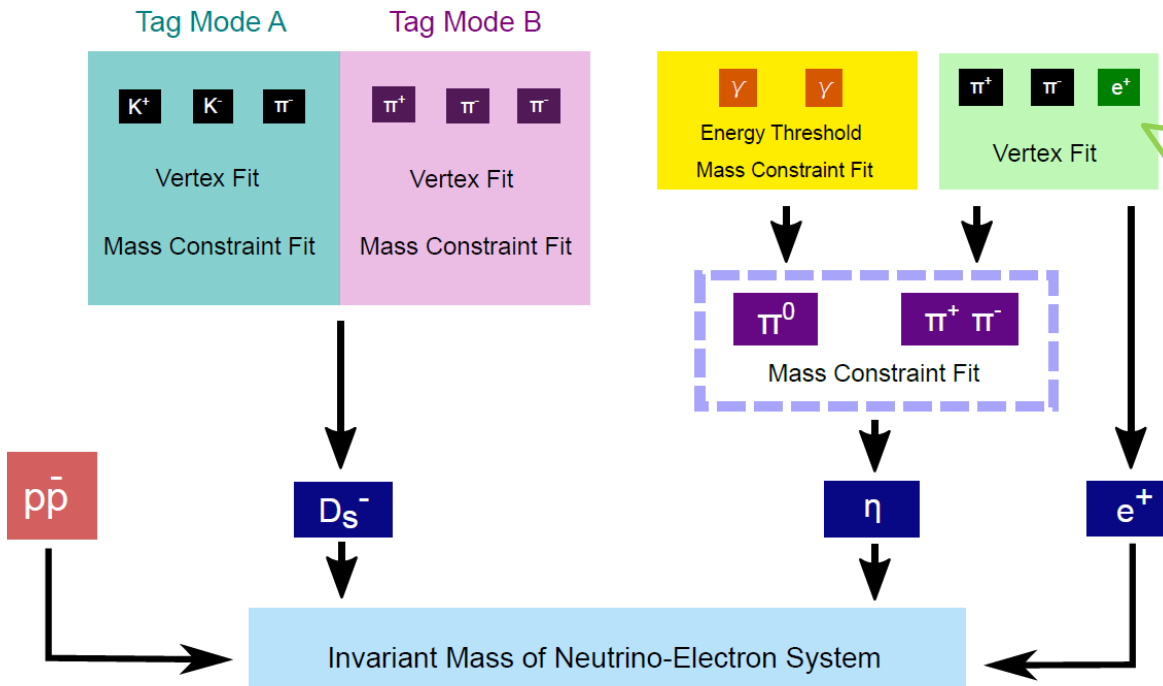 Tag Mode A
Tag Mode B
K⁺ K⁻ π⁻
Vertex Fit
Mass Constraint Fit
π⁺ π⁻ π⁻
Vertex Fit
Mass Constraint Fit
γ γ
Energy Threshold
Mass Constraint Fit
π⁺ π⁻ e⁺
Vertex Fit
π⁰ π⁺ π⁻
Mass Constraint Fit
pp̄
Dₛ⁻
η
e⁺
Invariant Mass of Neutrino-Electron System